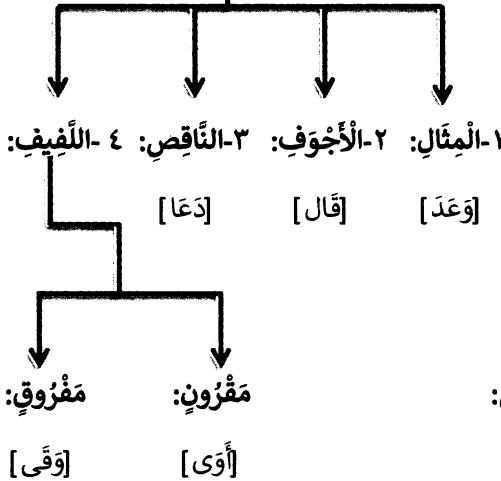 ١-الْمِثَالِ: ٢-الْأَجْوَفِ: ٣-النَّاقِصِ: ٤ -اللَّفِيفِ:
[وَعَدَ] [قَال] [دَعَا]
مَقْرُونٍ: مَفْرُوقٍ:
[أَوَى] [وَقَى]